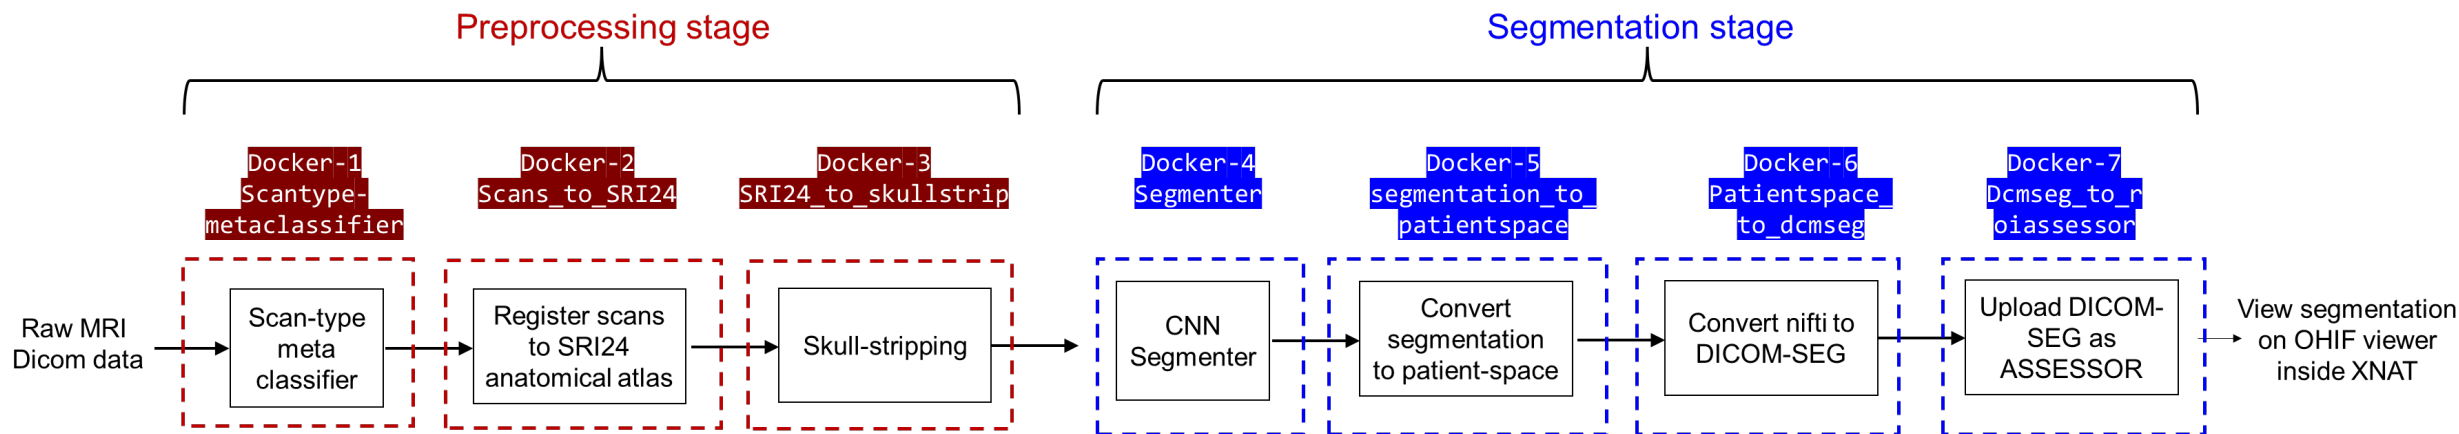 Preprocessing stage
Segmentation stage
Docker-1
Scantype-
metaclassifier
Docker-2
Scans_to_SRI24
Docker-3
SRI24_to_skullstrip
Docker-4
Segmenter
Docker-5
segmentation_to_
patientspace
Docker-6
Patientspace_
to_dcmseg
Docker-7
Dcmseg_to_r
oiassessor
Raw MRI
Dicom data
Scan-type
meta
classifier
Register scans
to SRI24
anatomical atlas
Skull-stripping
CNN
Segmenter
Convert
segmentation
to patient-space
Convert nifti to
DICOM-SEG
Upload DICOM-
SEG as
ASSESSOR
View segmentation
on OHIF viewer
inside XNAT